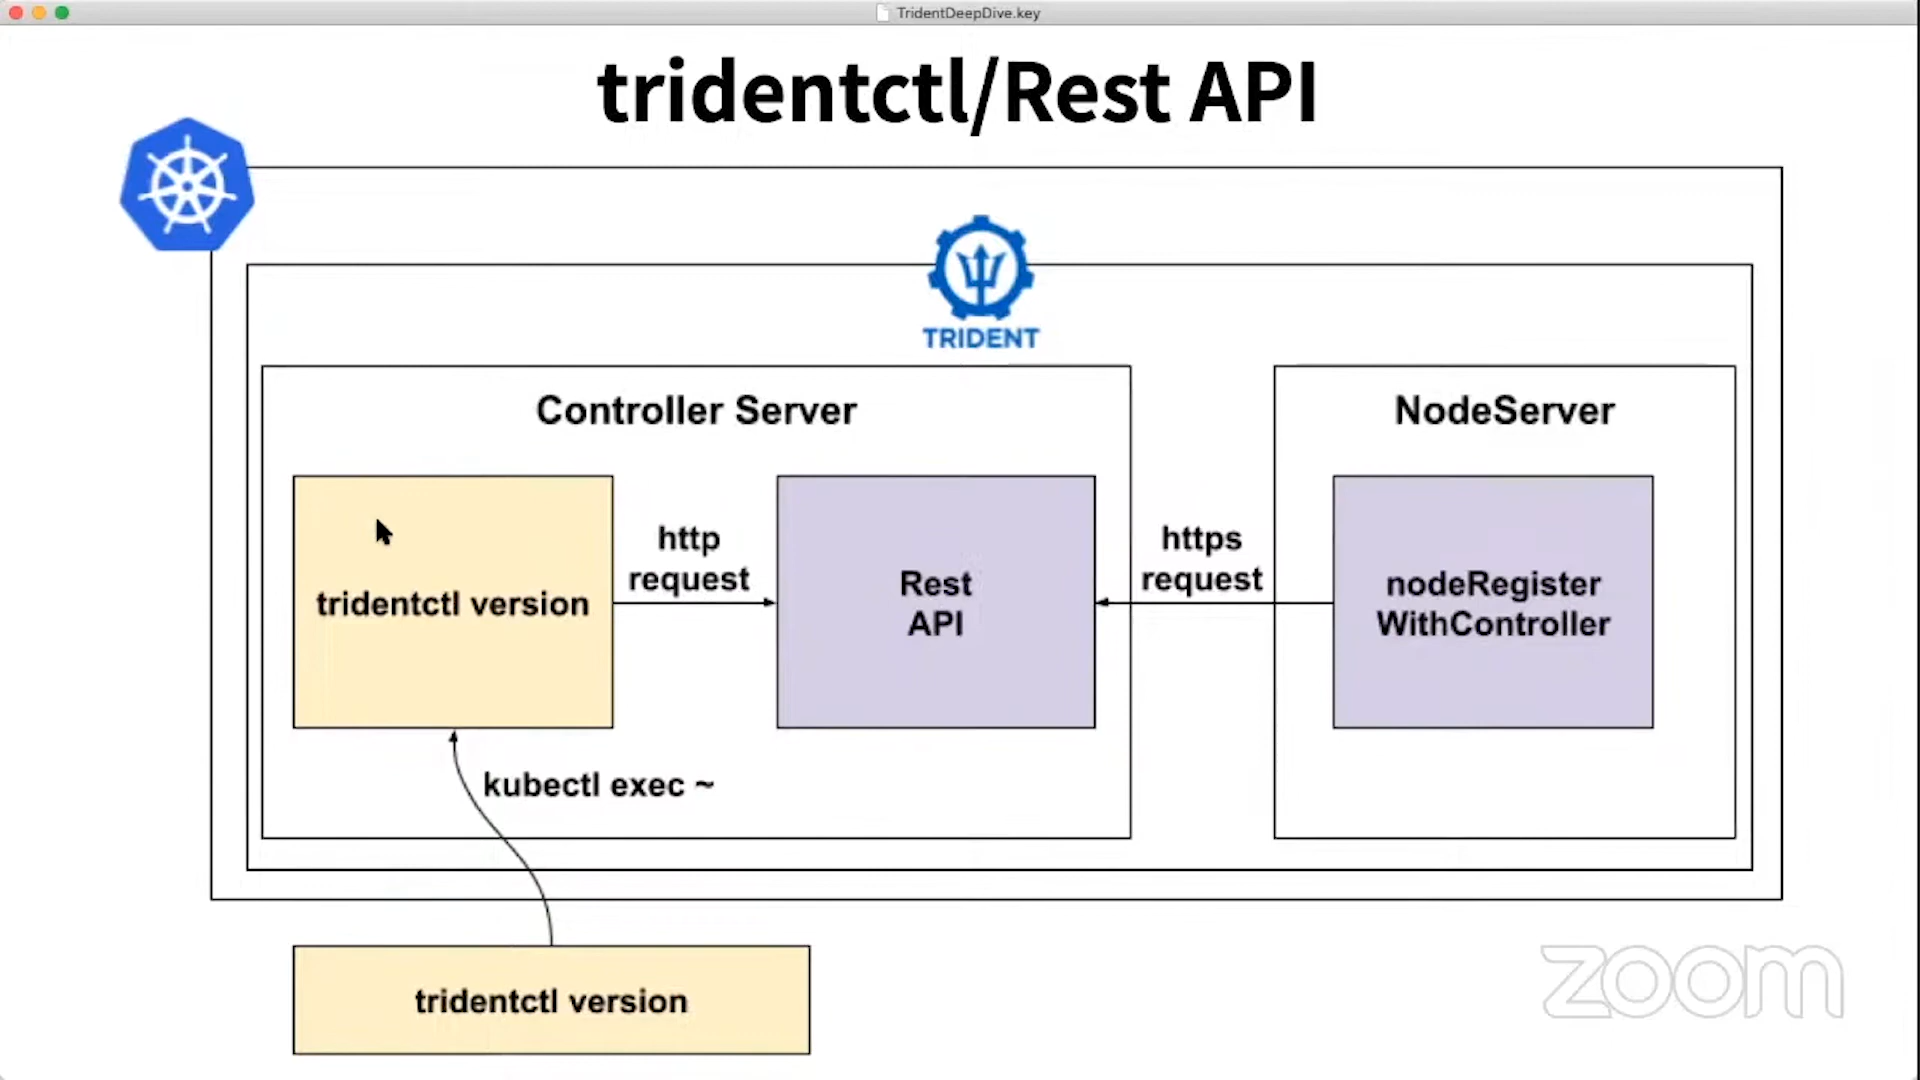 TridentDeepDive.key
tridentctl/Rest API
TRIDENT
Controller Server
NodeServer
tridentctl version
http
request
Rest
API
https
request
nodeRegister
WithController
kubectl exec ~
tridentctl version
zoom